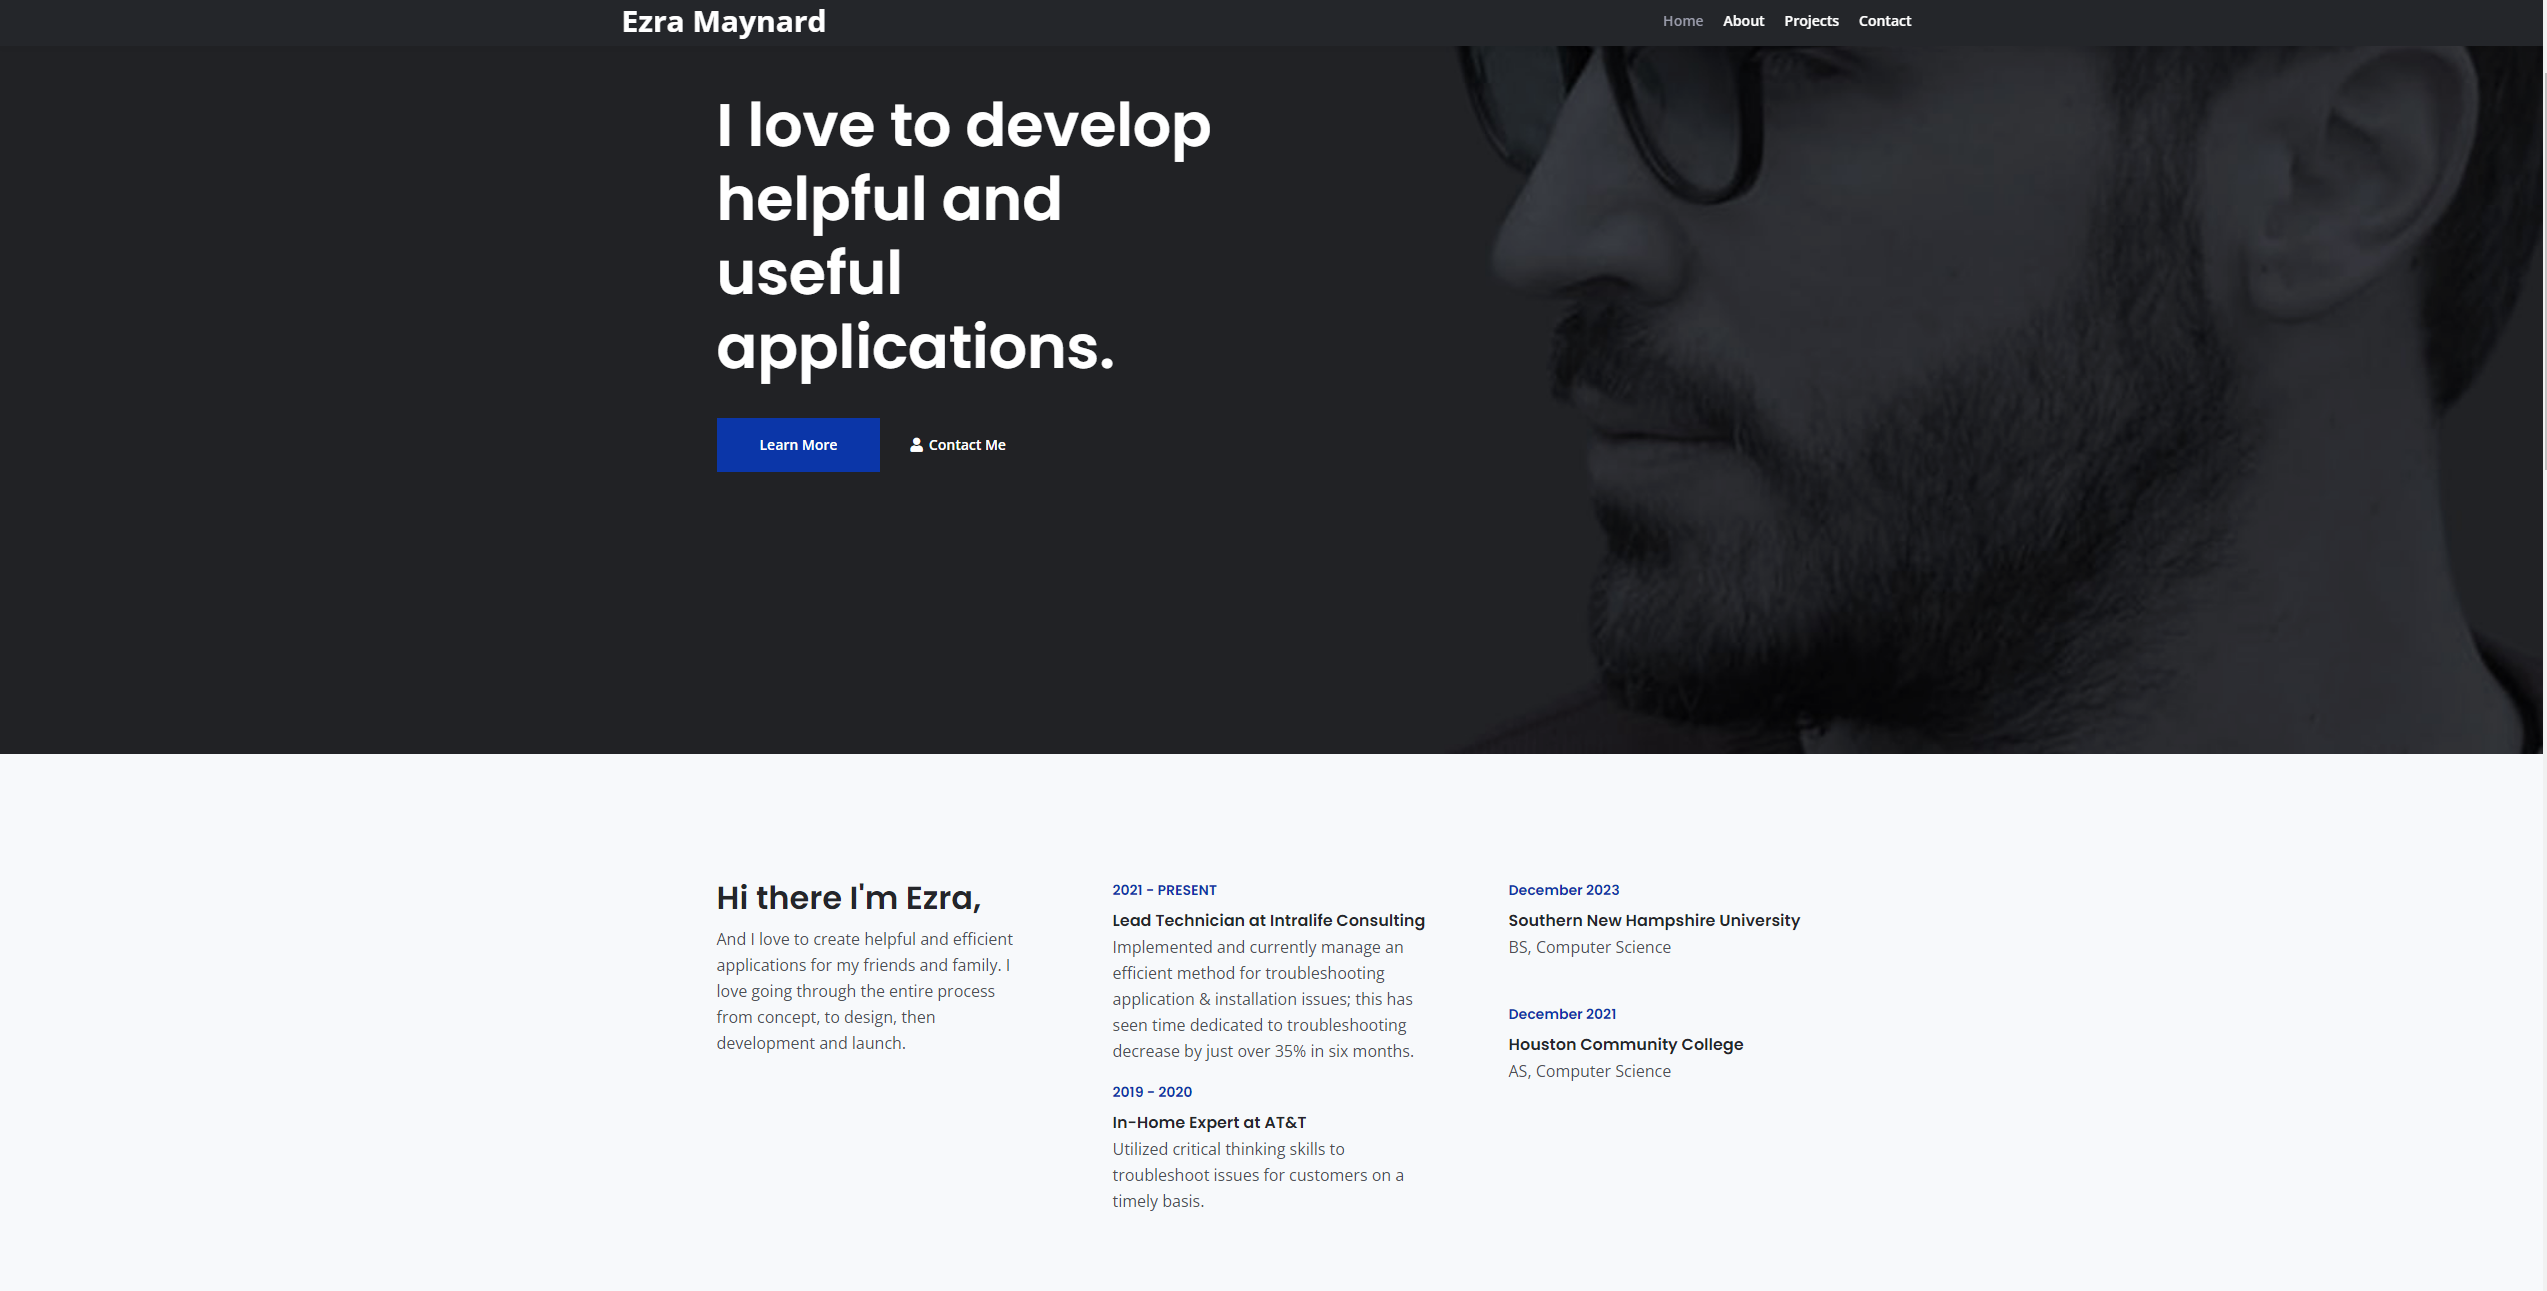 Ezra Maynard
Home About Projects Contact
I love to develop
helpful and
useful
applications.
Learn More
Contact Me
Hi there I'm Ezra,
And I love to create helpful and efficient
applications for my friends and family. I
love going through the entire process
from concept, to design, then
development and launch.
2021 - PRESENT
Lead Technician at Intralife Consulting
Implemented and currently manage an
efficient method for troubleshooting
application & installation issues; this has
seen time dedicated to troubleshooting
decrease by just over 35% in six months.
2019 - 2020
In-Home Expert at AT&T
Utilized critical thinking skills to
troubleshoot issues for customers on a
timely basis.
December 2023
Southern New Hampshire University
BS, Computer Science
December 2021
Houston Community College
AS, Computer Science